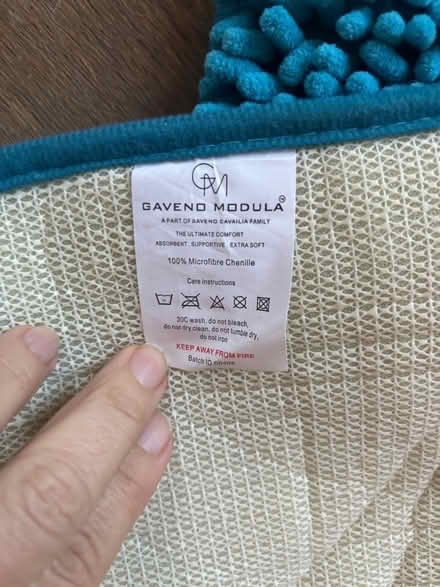 GM
GAVENO MODULA
A PART OF GAVENO CAVAILIA FAMILY
THE ULTIMATE COMFORT
ABSORBENT . SUPPORTIVE . EXTRA SOFT
100% Microfibre Chenille
Care instructions
30C wash, do not bleach,
do not dry clean, do not tumble dry,
do not iron
KEEP AWAY FROM FIRE
Batch ID